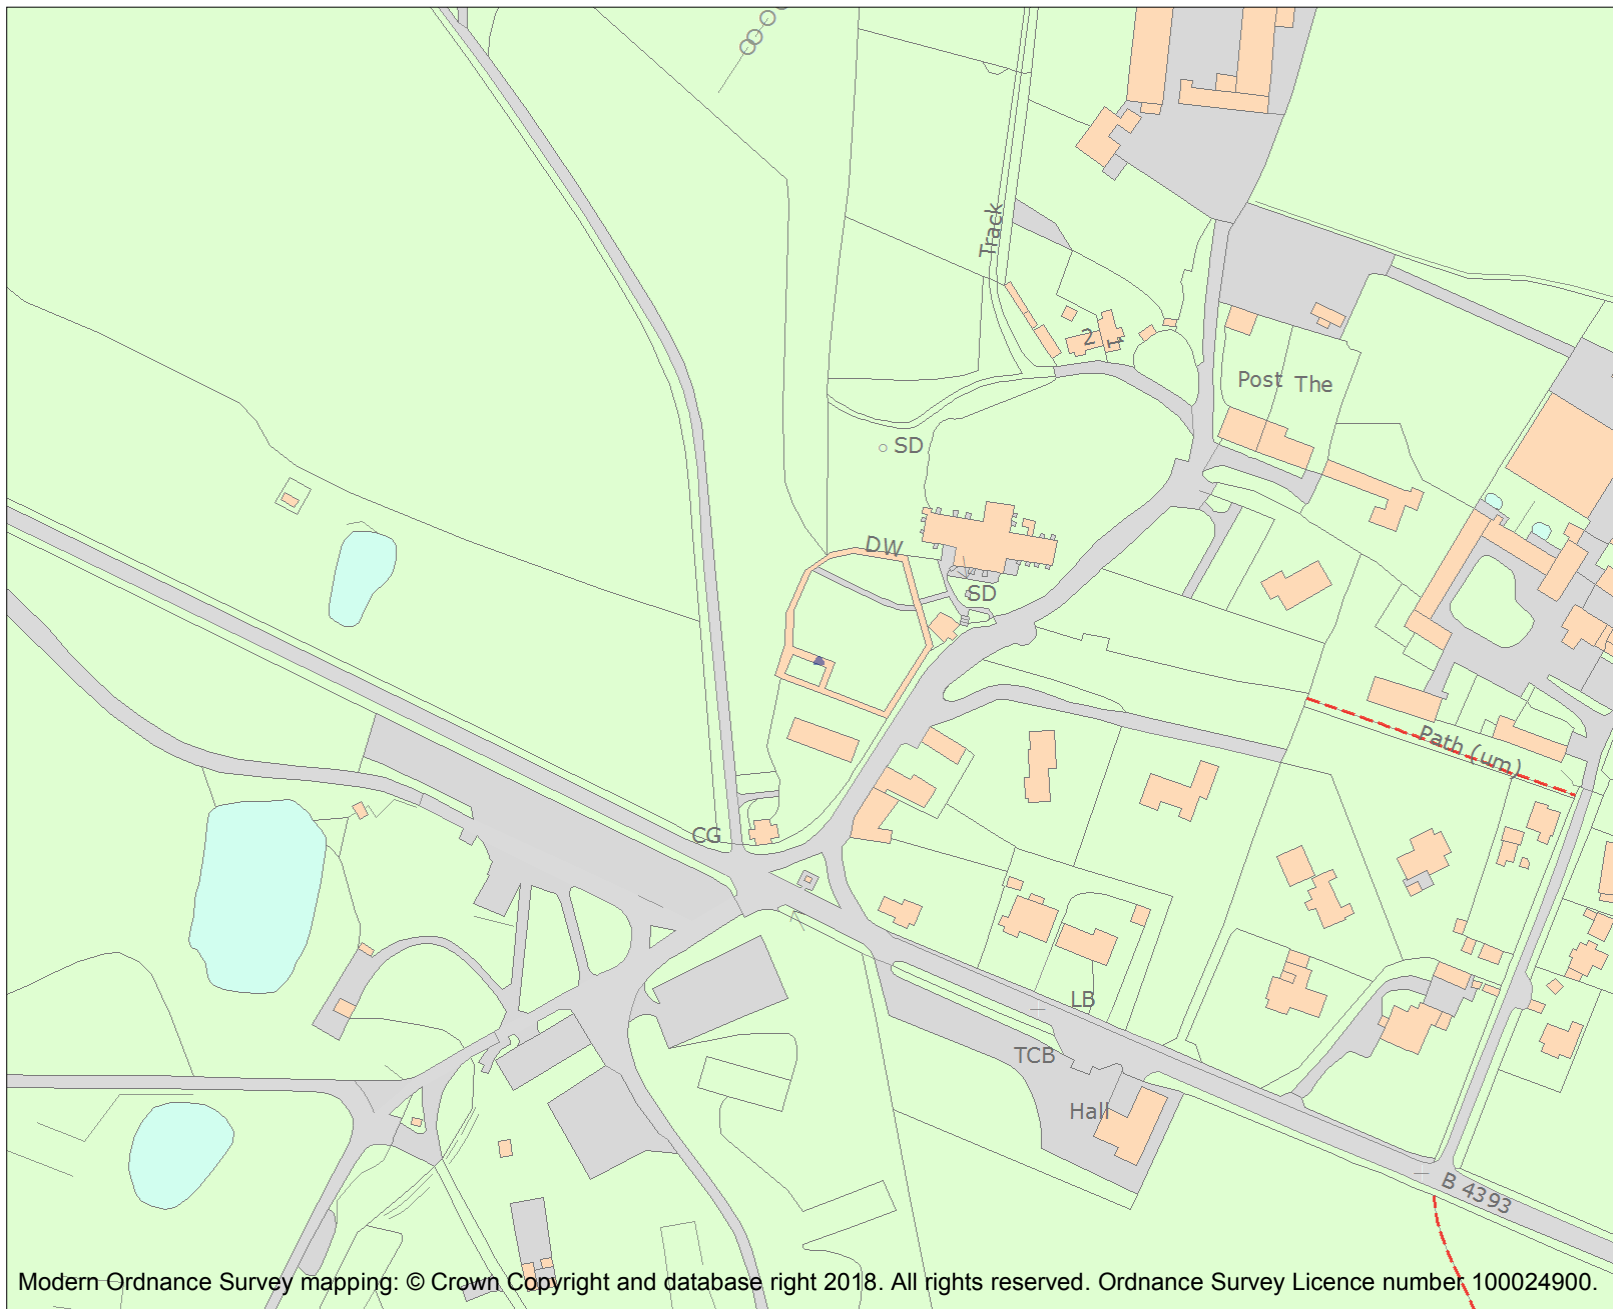 Track
2
1
Post The
SD
DW
SD
Path (um)
CG
LB
TCB
Hall
B 4393
Modern Ordnance Survey mapping: © Crown Copyright and database right 2018. All rights reserved. Ordnance Survey Licence number 100024900.